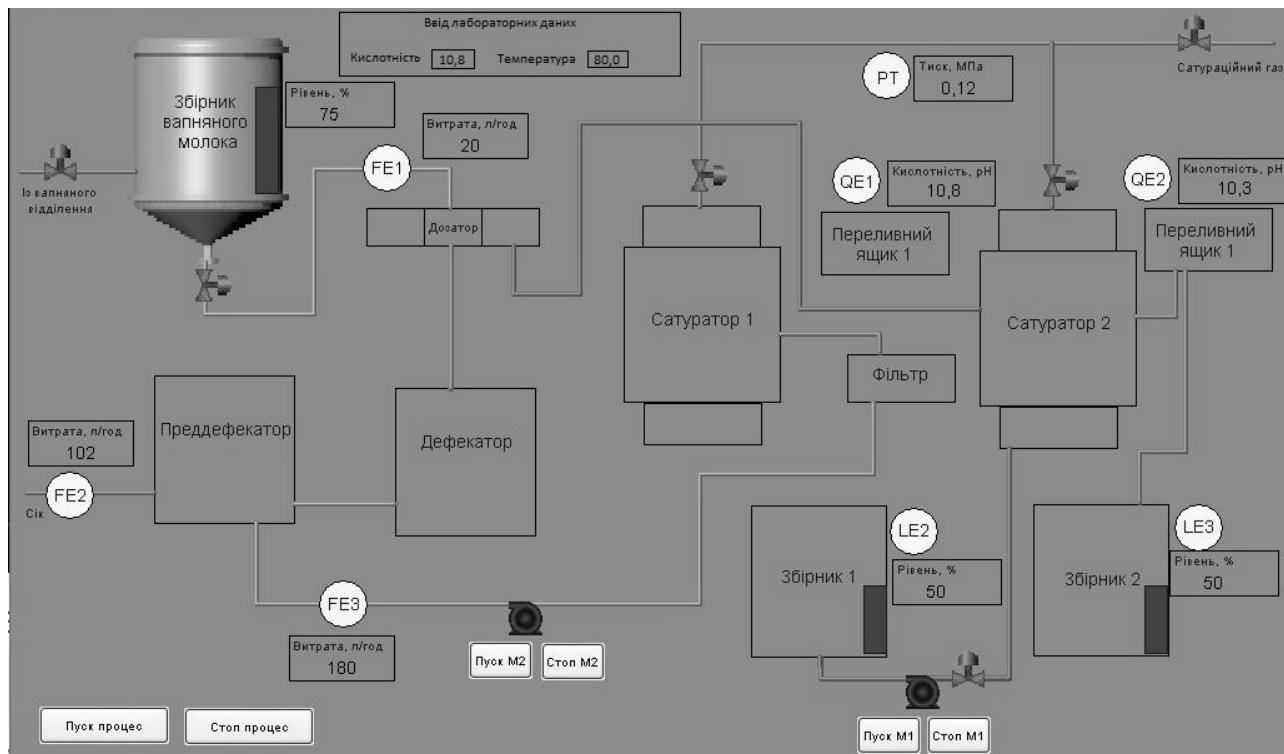 Ввід лабораторних даних
Кислотність 10,8 Температура 80,0
Збірник
вапняного
молока
Рівень, %
75
Із вапняного
відділення
FE1
Витрата, л/год
20
Дозатор
PT
Тиск, МПа
0,12
Сатураційний газ
QE1
Кислотність, pH
10,8
Переливний
ящик 1
QE2
Кислотність, pH
10,3
Переливний
ящик 1
Сатуратор 1
Сатуратор 2
Фільтр
Преддефекатор
Дефекатор
Витрата, л/год
102
FE2
Сік
FE3
Витрата, л/год
180
Пуск М2
Стоп М2
Збірник 1
LE2
Рівень, %
50
Збірник 2
LE3
Рівень, %
50
Пуск процес
Стоп процес
Пуск М1
Стоп М1